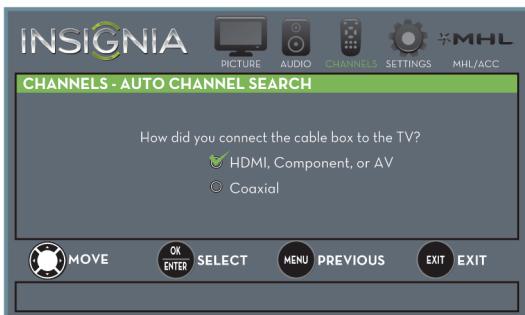 INSIGNIA MHL
PICTURE AUDIO CHANNELS SETTINGS MHL/ACC
CHANNELS - AUTO CHANNEL SEARCH
How did you connect the cable box to the TV?
HDMI, Component, or AV
Coaxial
MOVE OK ENTER SELECT MENU PREVIOUS EXIT EXIT